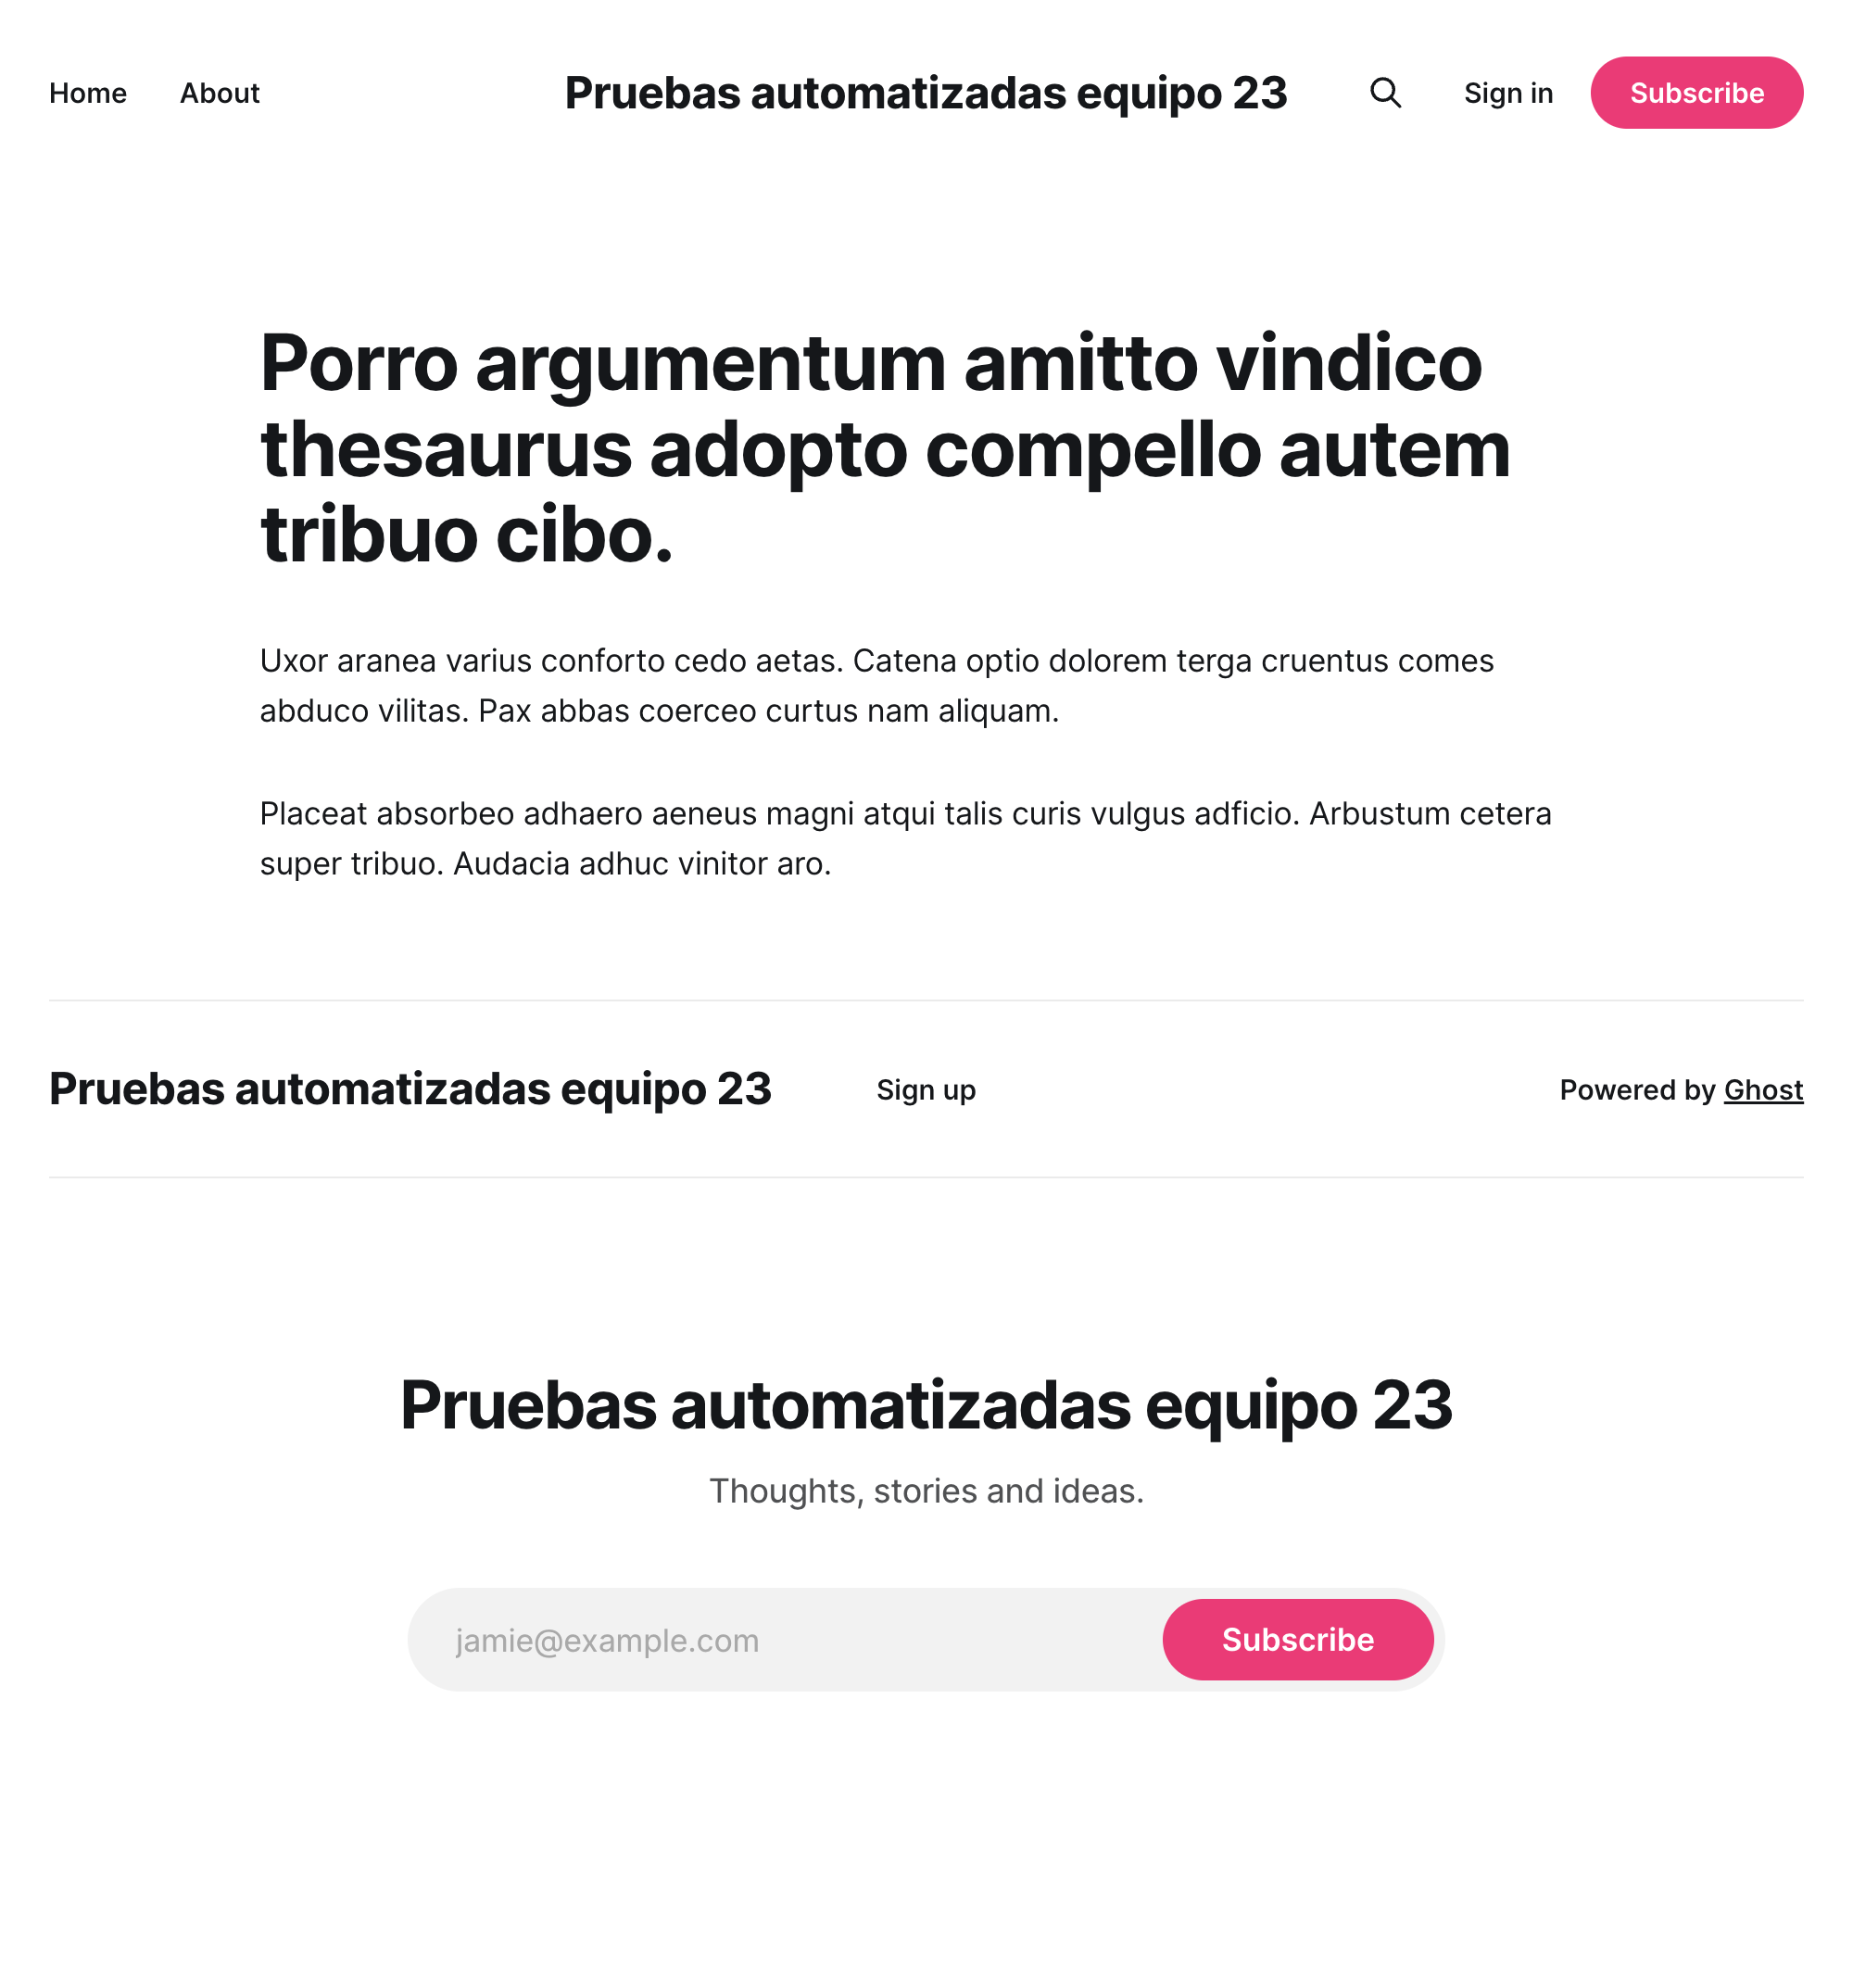 Home About Pruebas automatizadas equipo 23 Sign in Subscribe
Porro argumentum amitto vindico
thesaurus adopto compello autem
tribuo cibo.
Uxor aranea varius conforto cedo aetas. Catena optio dolorem terga cruentus comes
abduco vilitas. Pax abbas coerceo curtus nam aliquam.
Placeat absorbeo adhaero aeneus magni atqui talis curis vulgus adficio. Arbustum cetera
super tribuo. Audacia adhuc vinitor aro.
Pruebas automatizadas equipo 23 Sign up Powered by Ghost
Pruebas automatizadas equipo 23
Thoughts, stories and ideas.
jamie@example.com Subscribe